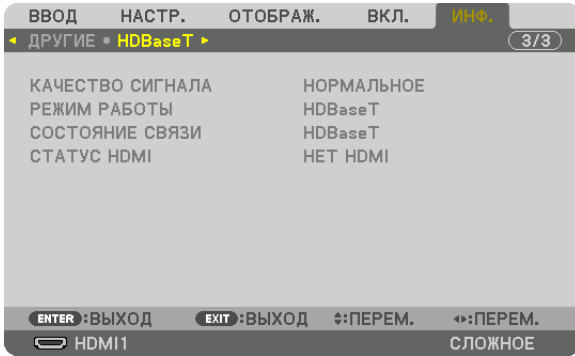 ВВОД НАСТР. ОТОБРАЖ. ВКЛ. ИНФ.
ДРУГИЕ • HDBaseT 3/3
КАЧЕСТВО СИГНАЛА НОРМАЛЬНОЕ
РЕЖИМ РАБОТЫ HDBaseT
СОСТОЯНИЕ СВЯЗИ HDBaseT
СТАТУС HDMI НЕТ HDMI
ENTER :ВЫХОД EXIT :ВЫХОД :ПЕРЕМ. :ПЕРЕМ.
HDMI1 СЛОЖНОЕ